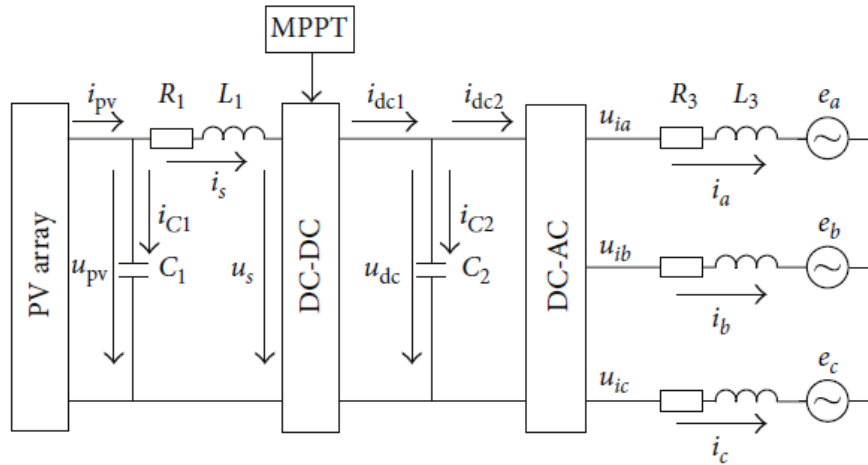 MPPT
i_pv R_1 L_1 i_dc1 i_dc2 R_3 L_3 e_a
u_ia
i_s i_a
i_C1 i_C2 e_b
PV array u_pv C_1 u_s DC-DC u_dc C_2 DC-AC u_ib
i_b
e_c
u_ic
i_c